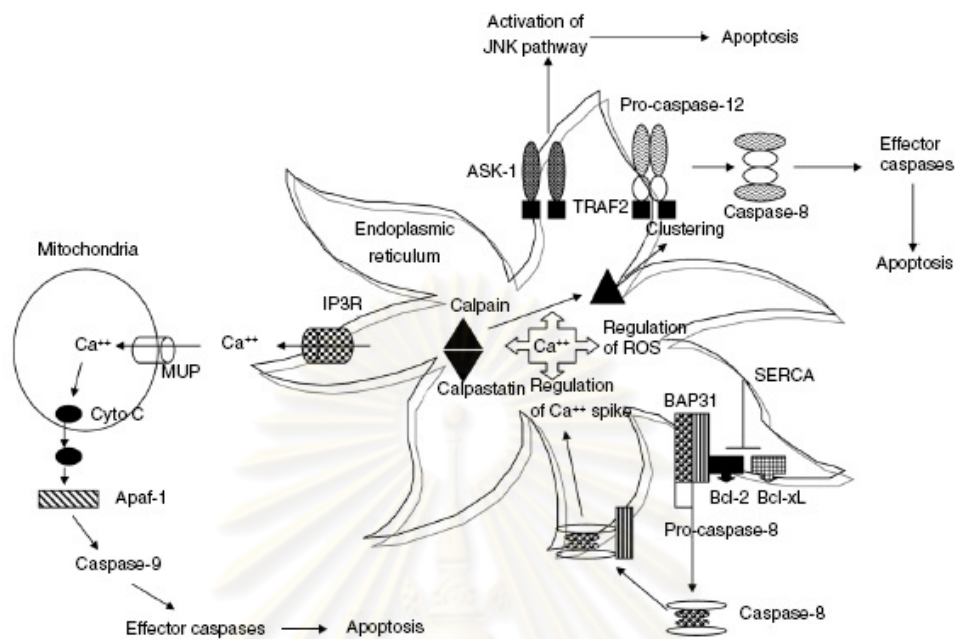 Activation of
JNK pathway
Apoptosis
Pro-caspase-12
ASK-1
TRAF2
Clustering
Caspase-8
Effector
caspases
Apoptosis
Endoplasmic
reticulum
Mitochondria
IP3R
Calpain
Ca++
Ca++
MUP
Ca++
Regulation
of ROS
Calpastatin
Regulation
of Ca++ spike
SERCA
BAP31
Cyto C
Bcl-2
Bcl-xL
Apaf-1
Pro-caspase-8
Caspase-9
Caspase-8
Effector caspases
Apoptosis